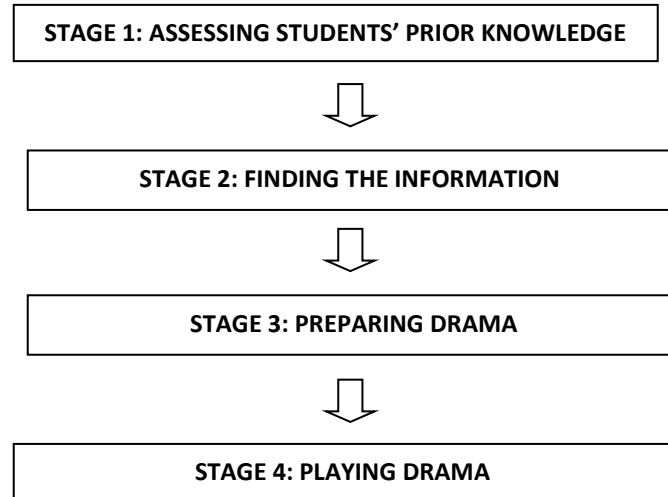 STAGE 1: ASSESSING STUDENTS’ PRIOR KNOWLEDGE
STAGE 2: FINDING THE INFORMATION
STAGE 3: PREPARING DRAMA
STAGE 4: PLAYING DRAMA